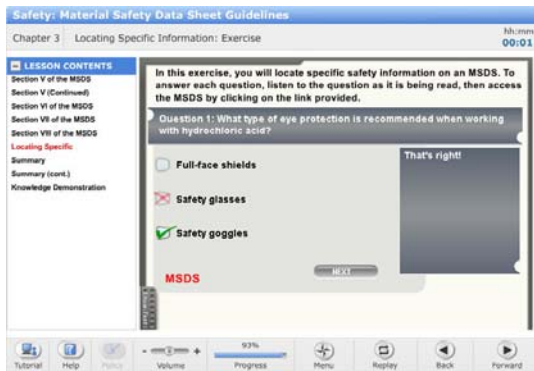 Safety: Material Safety Data Sheet Guidelines
Chapter 3 Locating Specific Information: Exercise
hh:mm
00:01
LESSON CONTENTS
Section V of the MSDS
Section V (Continued)
Section VI of the MSDS
Section VII of the MSDS
Section VIII of the MSDS
Locating Specific
Summary
Summary (cont.)
Knowledge Demonstration
In this exercise, you will locate specific safety information on an MSDS. To
answer each question, listen to the question as it is being read, then access
the MSDS by clicking on the link provided.
Question 1: What type of eye protection is recommended when working
with hydrochloric acid?
Full-face shields
Safety glasses
Safety goggles
That's right!
MSDS
NEXT
93%
Tutorial Help Volume Progress Menu Replay Back Forward